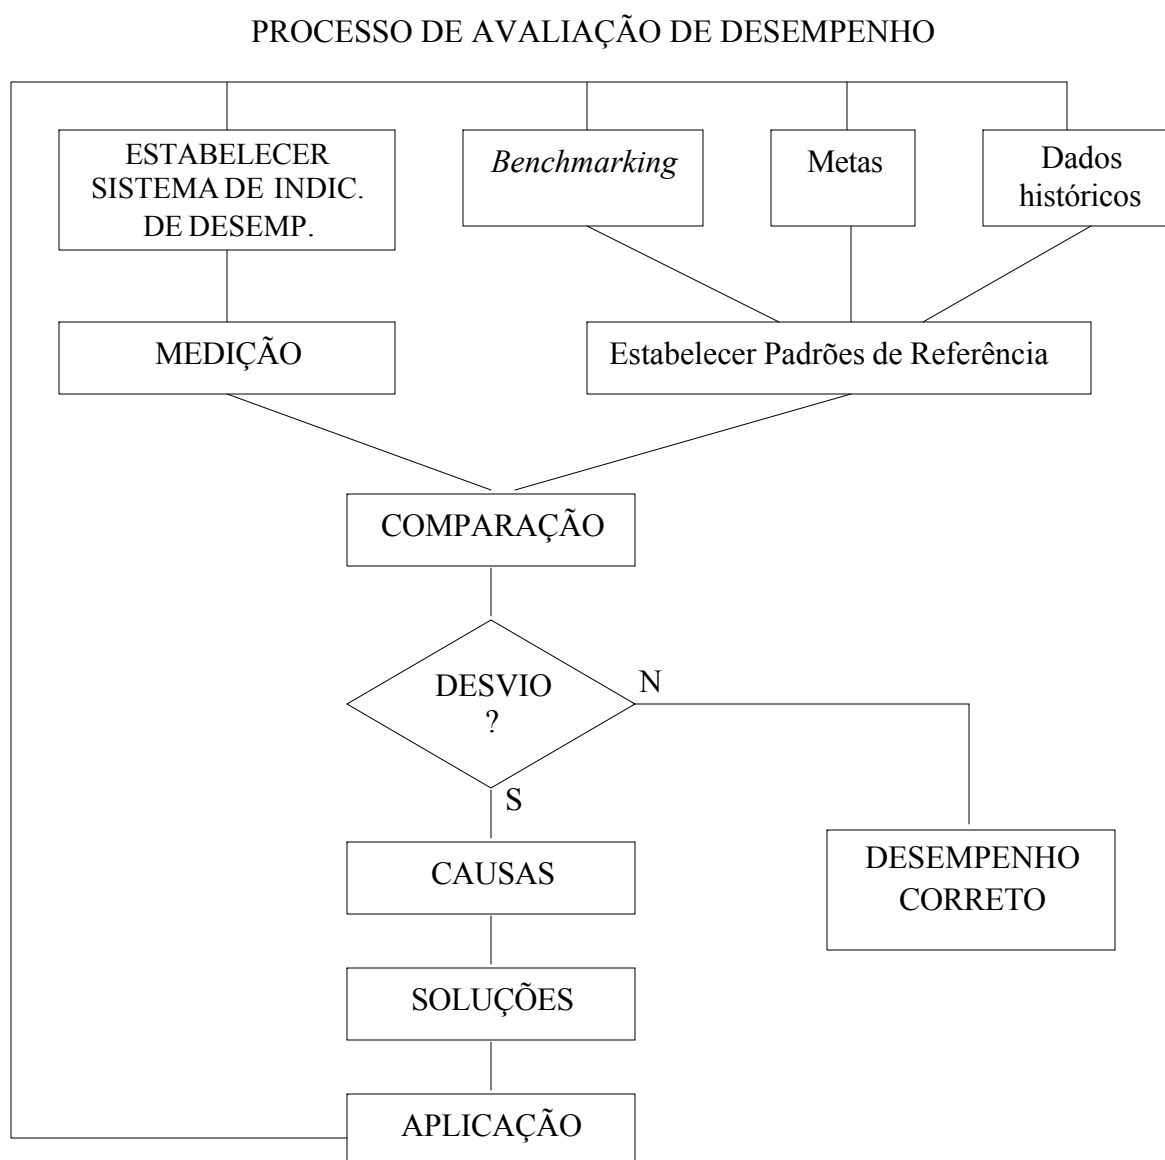 PROCESSO DE AVALIAÇÃO DE DESEMPENHO
ESTABELECER
SISTEMA DE INDIC.
DE DESEMP.
Benchmarking
Metas
Dados
históricos
MEDIÇÃO
Estabelecer Padrões de Referência
COMPARAÇÃO
DESVIO
?
N
S
CAUSAS
DESEMPENHO
CORRETO
SOLUÇÕES
APLICAÇÃO